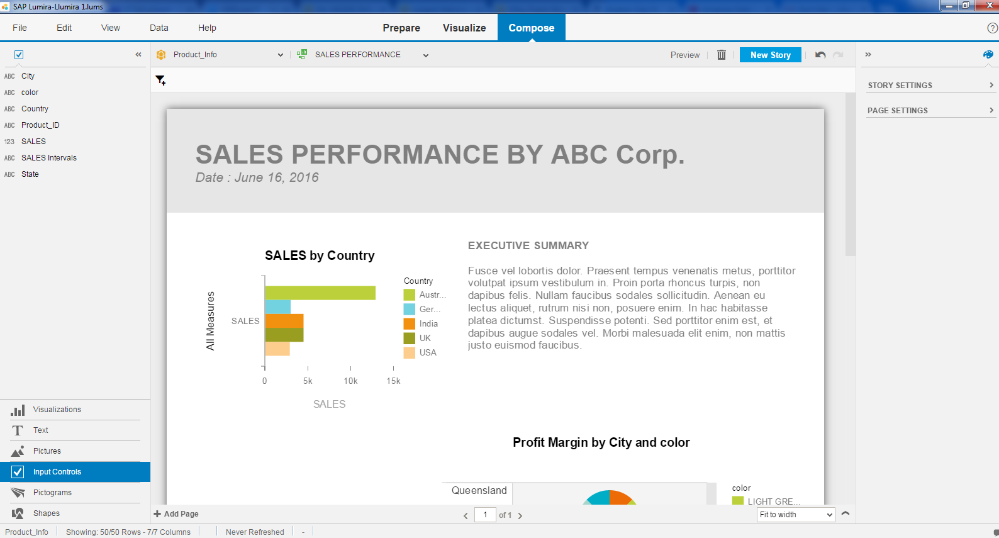 SAP Lumira-Llumira 1.lums
File Edit View Data Help Prepare Visualize Compose ?
Product_Info SALES PERFORMANCE Preview New Story
ABC City
ABC color
ABC Country
ABC Product_ID
123 SALES
ABC SALES Intervals
ABC State
Visualizations
T Text
Pictures
Input Controls
Pictograms
Shapes
SALES PERFORMANCE BY ABC Corp.
Date : June 16, 2016
SALES by Country
All Measures
SALES
0 5k 10k 15k
SALES
Country
Austr...
Ger...
India
UK
USA
EXECUTIVE SUMMARY
Fusce vel lobortis dolor. Praesent tempus venenatis metus, porttitor
volutpat ipsum vestibulum in. Proin porta rhoncus turpis, non
dapibus felis. Nullam faucibus sodales sollicitudin. Aenean eu
lectus aliquet, rutrum nisi non, posuere enim. In hac habitasse
platea dictumst. Suspendisse potenti. Sed porttitor enim est, et
dapibus augue sodales vel. Morbi malesuada elit enim, non mattis
justo euismod faucibus.
Profit Margin by City and color
Queensland
color
LIGHT GRE...
STORY SETTINGS
PAGE SETTINGS
Add Page 1 of 1 Fit to width
Product_Info Showing: 50/50 Rows - 7/7 Columns Never Refreshed -